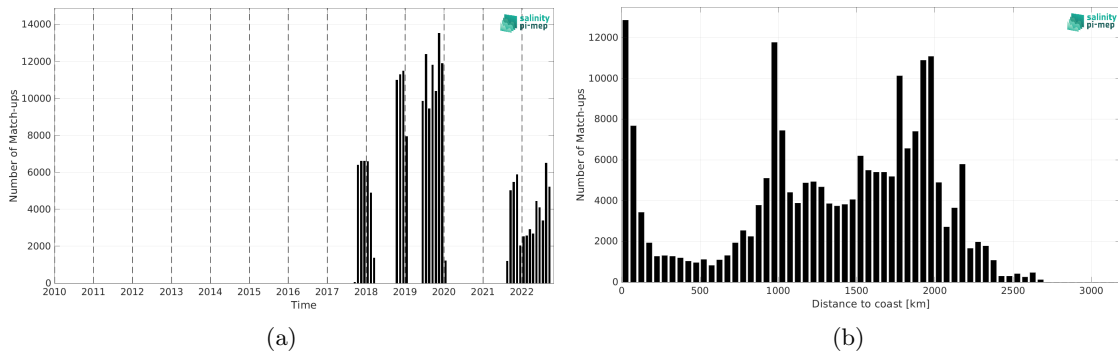 salinity
pi-mep
14000
12000
10000
8000
6000
4000
2000
0
Number of Match-ups
2010 2011 2012 2013 2014 2015 2016 2017 2018 2019 2020 2021 2022
Time
(a)
salinity
pi-mep
12000
10000
8000
6000
4000
2000
0
Number of Match-ups
0 500 1000 1500 2000 2500 3000
Distance to coast [km]
(b)